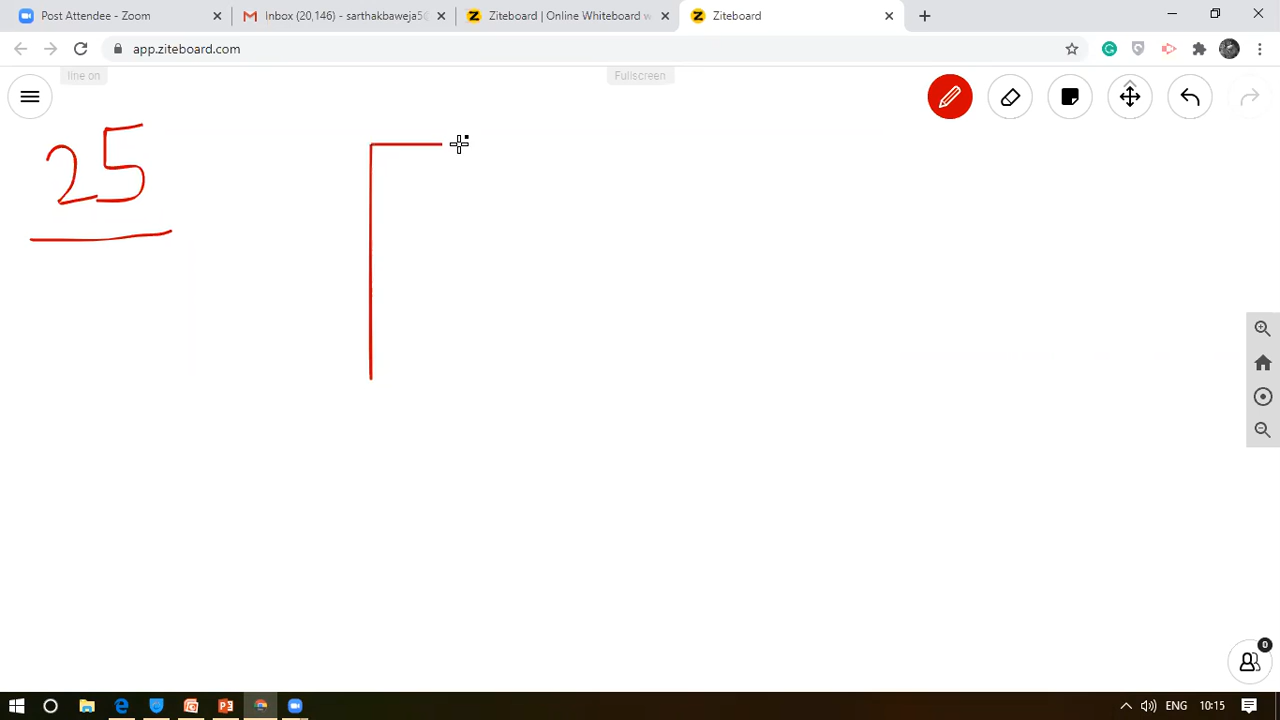 Post Attendee - Zoom
Inbox (20,146) - sarthakbaweja5
Ziteboard | Online Whiteboard w
Ziteboard
app.ziteboard.com
line on
Fullscreen
25
0
ENG
10:15